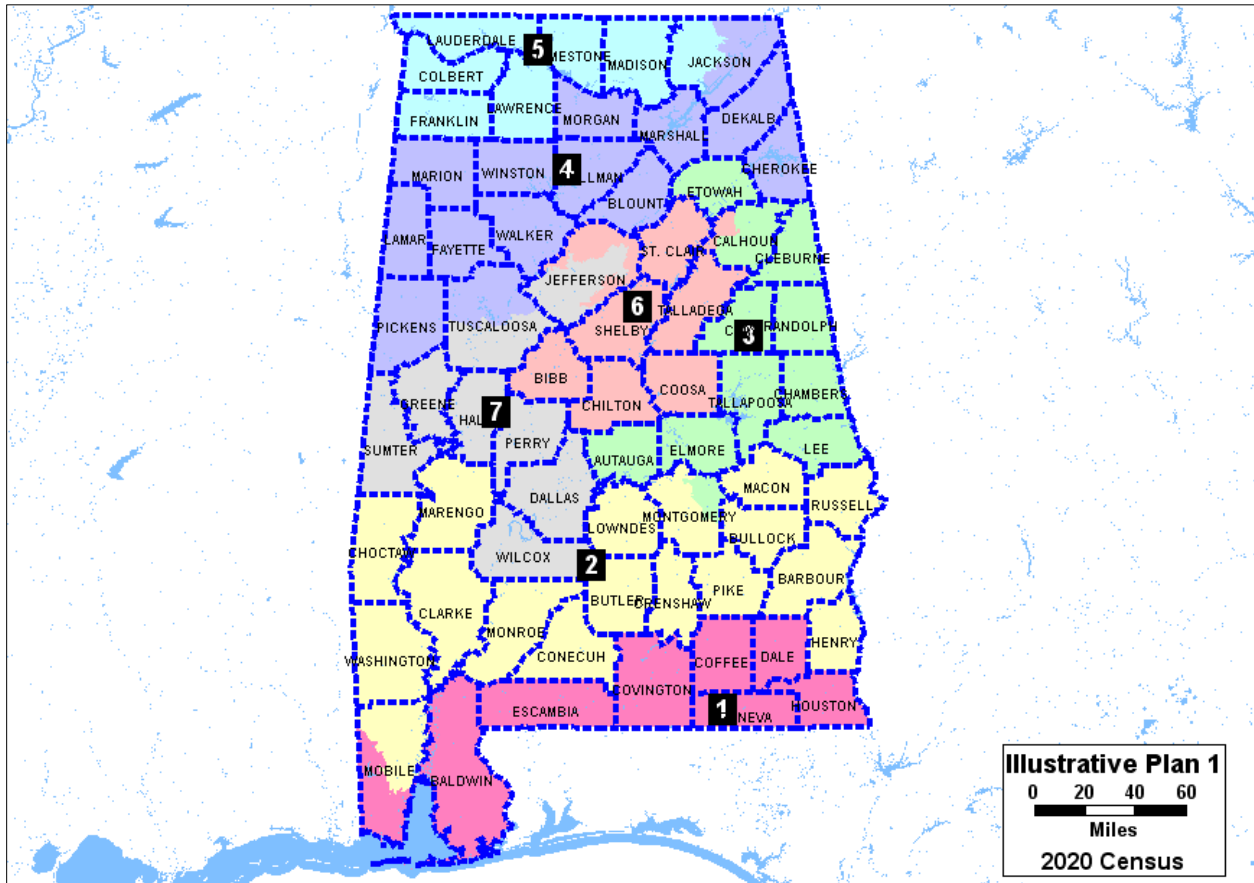 LAUDERDALE
5
MESTONE
MADISON
JACKSON
COLBERT
LAWRENCE
FRANKLIN
MORGAN
MARSHALL
DEKALB
MARION
WINSTON
4
LLMAN
CHEROKEE
BLOUNT
ETOWAH
LAMAR
FAYETTE
WALKER
ST. CLAIR
CALHOUN
CLEBURNE
JEFFERSON
6
TALLADEGA
PICKENS
TUSCALOOSA
SHELBY
C
3
RANDOLPH
BIBB
CHILTON
COOSA
TALLAPOOSA
CHAMBERS
GREENE
HAL
7
PERRY
SUMTER
AUTAUGA
ELMORE
LEE
DALLAS
MACON
MARENGO
LOWNDES
MONTGOMERY
RUSSELL
BULLOCK
CHOCTAW
WILCOX
2
BUTLER
CRENSHAW
PIKE
BARBOUR
CLARKE
MONROE
CONECUH
HENRY
WASHINGTON
COFFEE
DALE
COVINGTON
ESCAMBIA
1
NEVA
HOUSTON
MOBILE
BALDWIN
Illustrative Plan 1
0 20 40 60
Miles
2020 Census